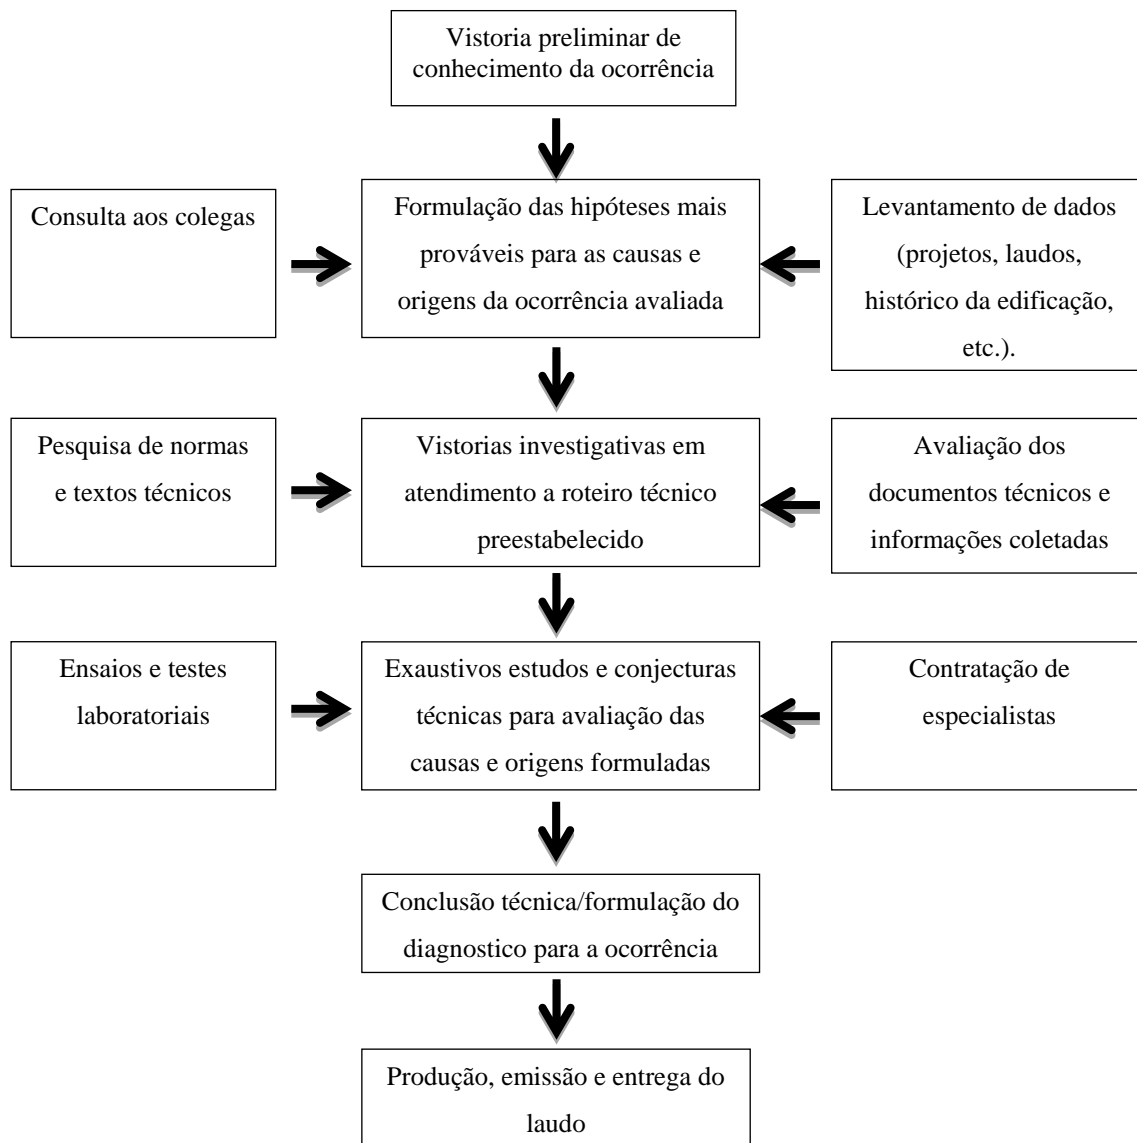 Vistoria preliminar de
conhecimento da ocorrência
Consulta aos colegas
Formulação das hipóteses mais
prováveis para as causas e
origens da ocorrência avaliada
Levantamento de dados
(projetos, laudos,
histórico da edificação,
etc.).
Pesquisa de normas
e textos técnicos
Vistorias investigativas em
atendimento a roteiro técnico
preestabelecido
Avaliação dos
documentos técnicos e
informações coletadas
Ensaios e testes
laboratoriais
Exaustivos estudos e conjecturas
técnicas para avaliação das
causas e origens formuladas
Contratação de
especialistas
Conclusão técnica/formulação do
diagnostico para a ocorrência
Produção, emissão e entrega do
laudo